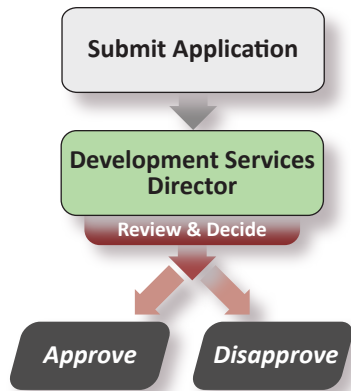 Submit Application
Development Services
Director
Review & Decide
Approve
Disapprove